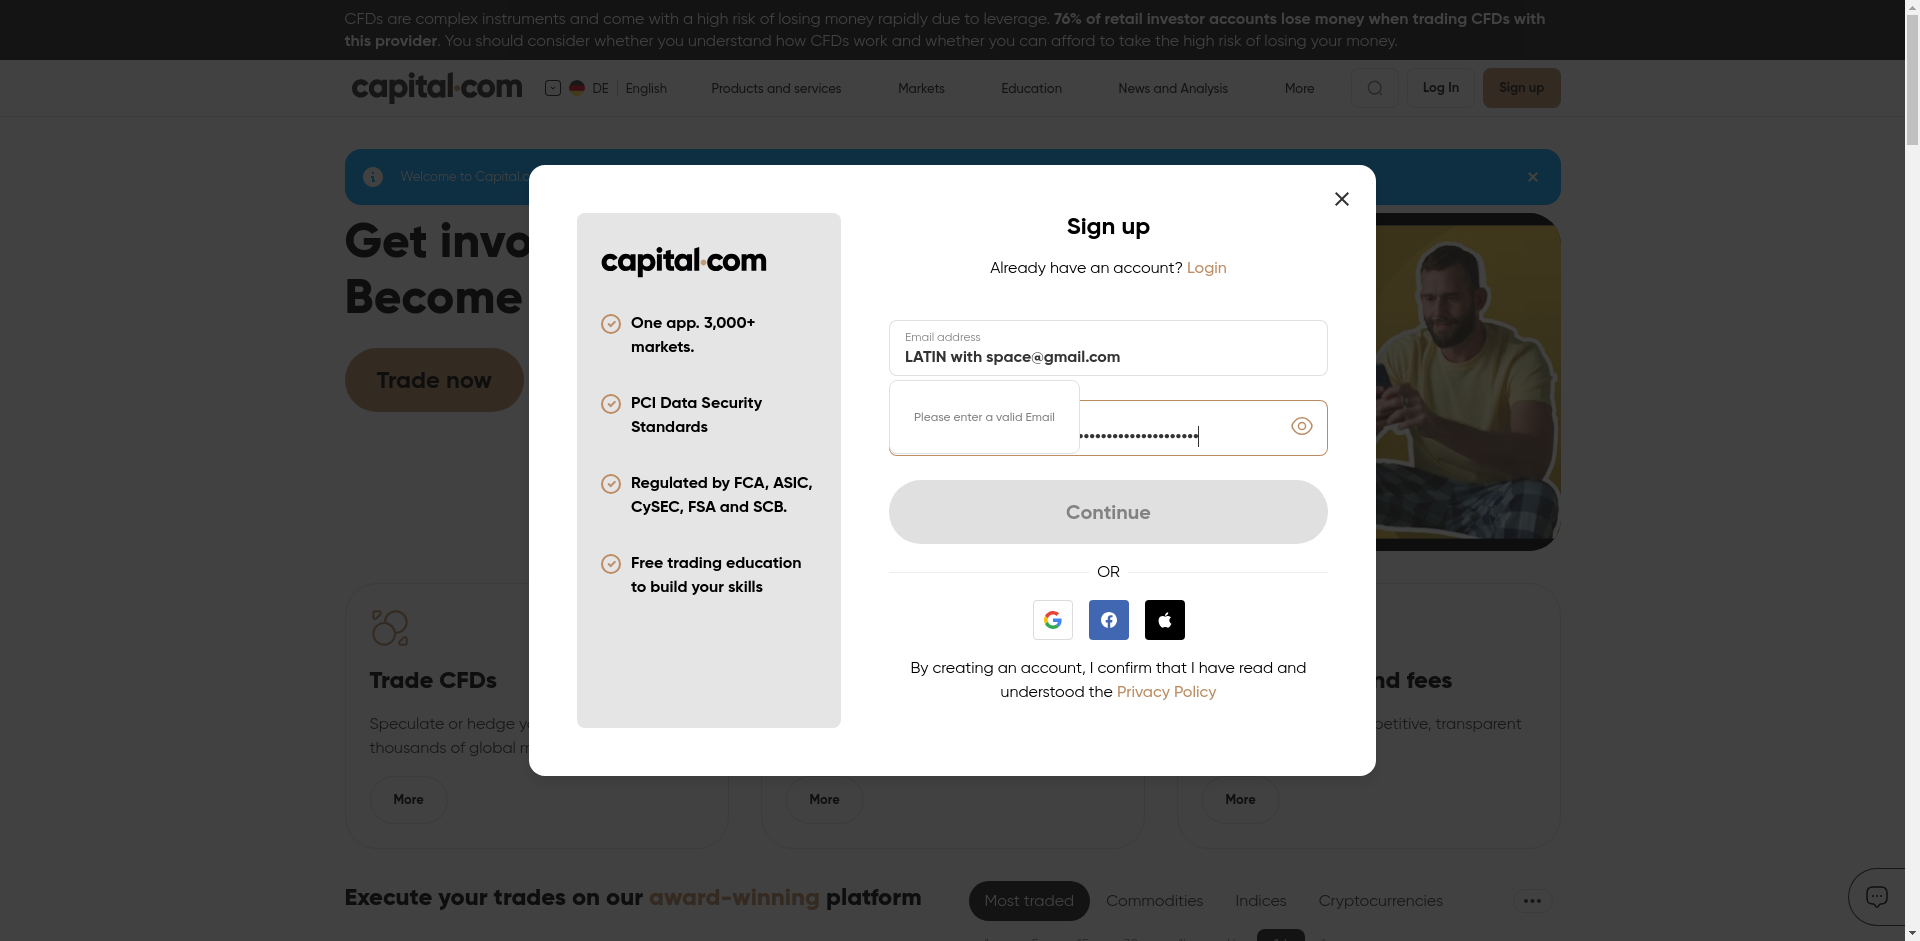 CFDs are complex instruments and come with a high risk of losing money rapidly due to leverage. 76% of retail investor accounts lose money when trading CFDs with
this provider. You should consider whether you understand how CFDs work and whether you can afford to take the high risk of losing your money.
capital.com DE English Products and services Markets Education News and Analysis More Log In Sign up
Welcome to Capital.c
Get invo
Become
Trade now
capital.com
One app. 3,000+
markets.
PCI Data Security
Standards
Regulated by FCA, ASIC,
CySEC, FSA and SCB.
Free trading education
to build your skills
Sign up
Already have an account? Login
Email address
LATIN with space@gmail.com
Please enter a valid Email
Continue
OR
By creating an account, I confirm that I have read and
understood the Privacy Policy
Trade CFDs
Speculate or hedge y
thousands of global m
More
More
nd fees
petitive, transparent
More
Execute your trades on our award-winning platform
Most traded Commodities Indices Cryptocurrencies